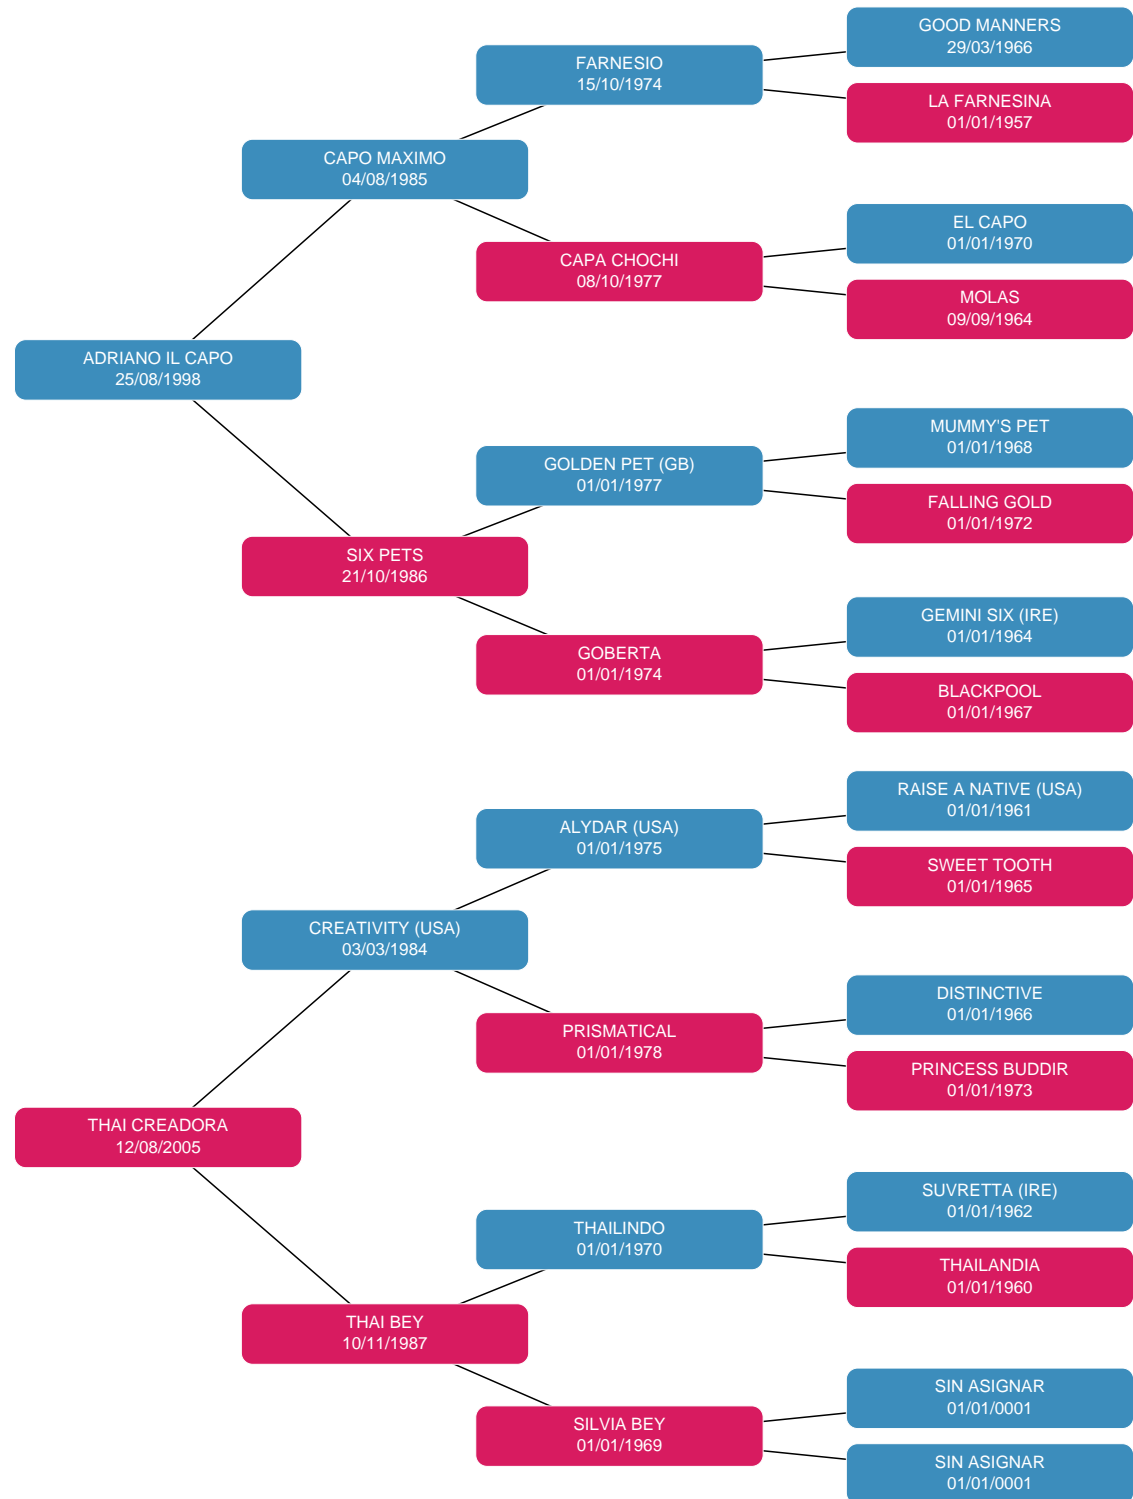 GOOD MANNERS
29/03/1966
FARNESIO
15/10/1974
LA FARNESINA
01/01/1957
CAPO MAXIMO
04/08/1985
EL CAPO
01/01/1970
CAPA CHOCHI
08/10/1977
MOLAS
09/09/1964
ADRIANO IL CAPO
25/08/1998
MUMMY'S PET
01/01/1968
GOLDEN PET (GB)
01/01/1977
FALLING GOLD
01/01/1972
SIX PETS
21/10/1986
GEMINI SIX (IRE)
01/01/1964
GOBERTA
01/01/1974
BLACKPOOL
01/01/1967
RAISE A NATIVE (USA)
01/01/1961
ALYDAR (USA)
01/01/1975
SWEET TOOTH
01/01/1965
CREATIVITY (USA)
03/03/1984
DISTINCTIVE
01/01/1966
PRISMATICAL
01/01/1978
PRINCESS BUDDIR
01/01/1973
THAI CREADORA
12/08/2005
SUVRETTA (IRE)
01/01/1962
THAILINDO
01/01/1970
THAILANDIA
01/01/1960
THAI BEY
10/11/1987
SIN ASIGNAR
01/01/0001
SILVIA BEY
01/01/1969
SIN ASIGNAR
01/01/0001